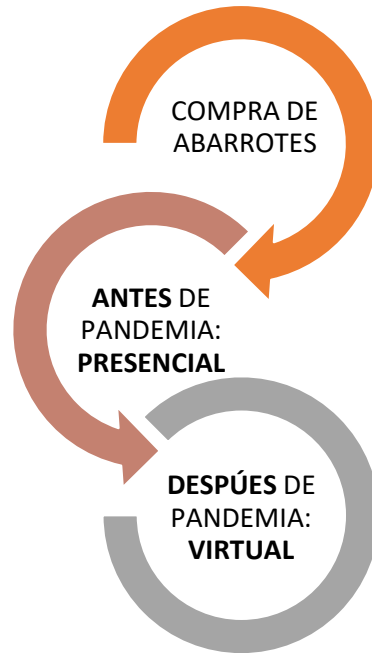 COMPRA DE
ABARROTES
ANTES DE
PANDEMIA:
PRESENCIAL
DESPÚES DE
PANDEMIA:
VIRTUAL